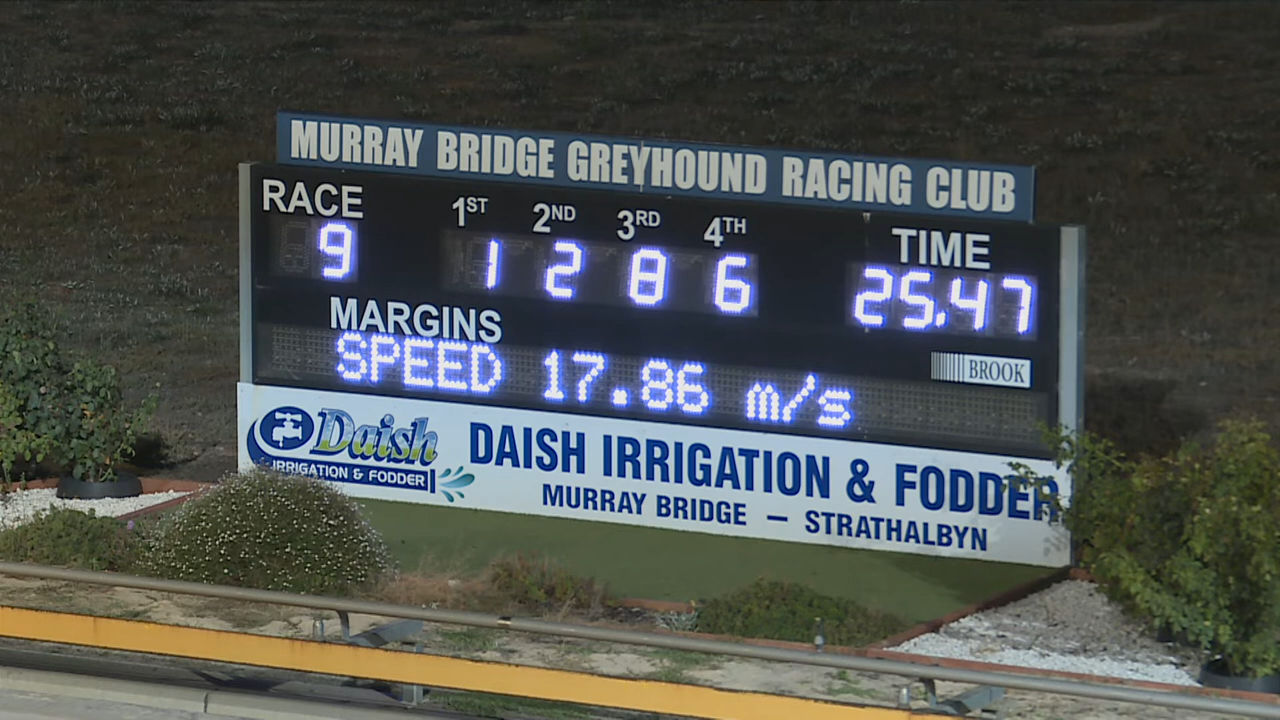 MURRAY BRIDGE GREYHOUND RACING CLUB
RACE 1ST 2ND 3RD 4TH TIME
9 1 2 8 6 25.47
MARGINS
SPEED 17.86 m/s
BROOK
Daish
IRRIGATION & FODDER
DAISH IRRIGATION & FODDER
MURRAY BRIDGE – STRATHALBYN